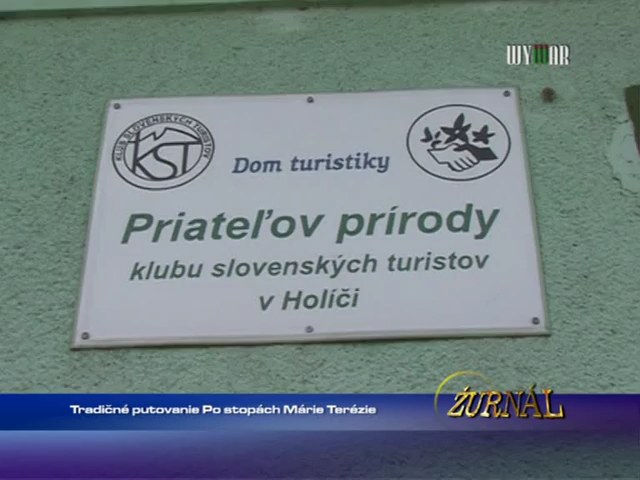 WYMAR
KLUB SLOVENSKÝCH TURISTOV
KST
Dom turistiky
Priateľov prírody
klubu slovenských turistov
v Holíči
Tradičné putovanie Po stopách Márie Terézie
ŽURNÁL